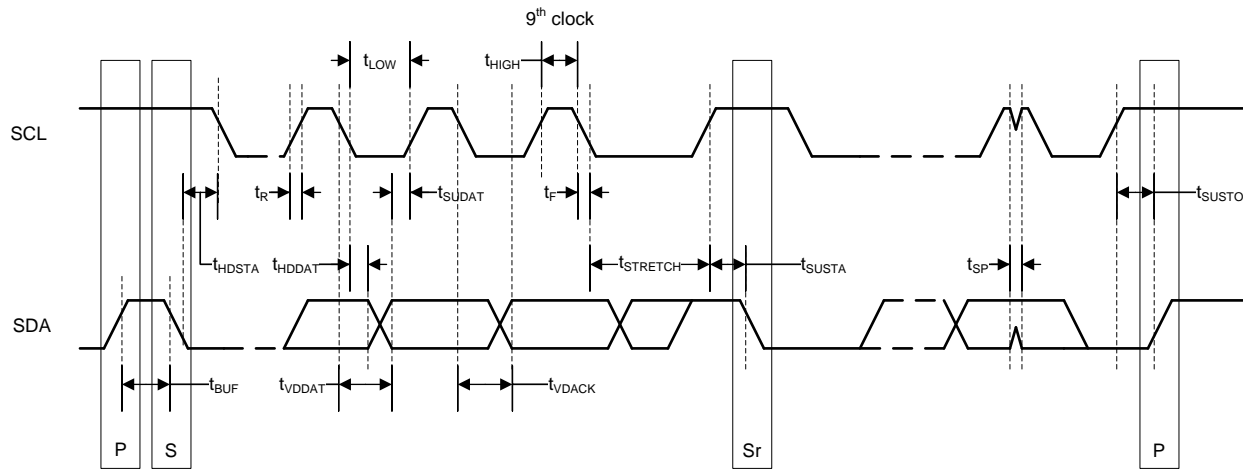 9th clock
tLOW
tHIGH
SCL
tR
tSUDAT
tF
tSUSTO
tHDSTA
tHDDAT
tSTRETCH
tSUSTA
tSP
SDA
tBUF
tVDDAT
tVDACK
P
S
Sr
P